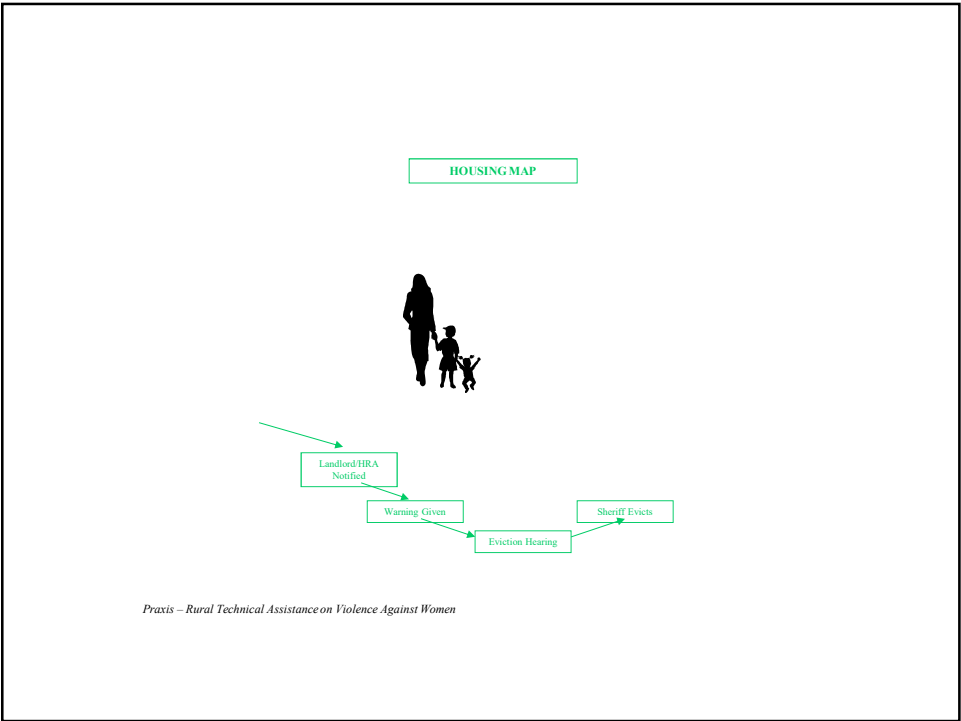 HOUSING MAP
Landlord/HRA
Notified
Warning Given
Sheriff Evicts
Eviction Hearing
Praxis – Rural Technical Assistance on Violence Against Women